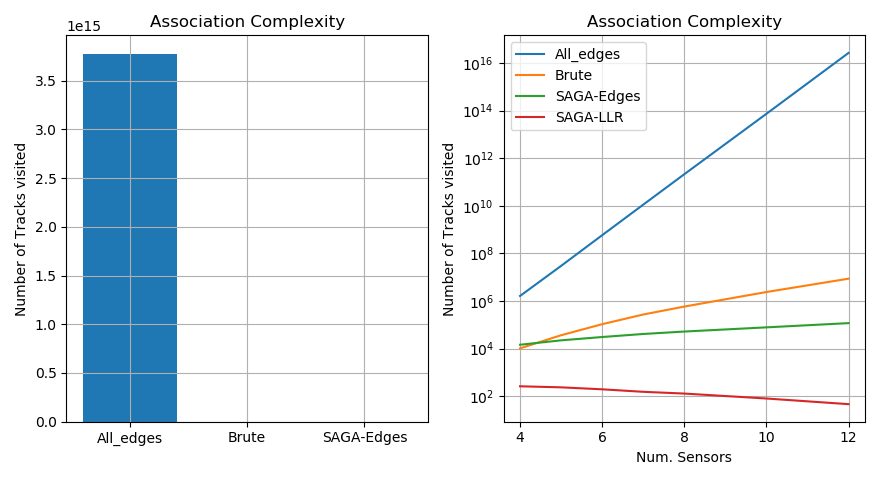 Association Complexity
1e15
Number of Tracks visited
3.5
3.0
2.5
2.0
1.5
1.0
0.5
0.0
All_edges
Brute
SAGA-Edges
Association Complexity
Number of Tracks visited
All_edges
Brute
SAGA-Edges
SAGA-LLR
10^16
10^14
10^12
10^10
10^8
10^6
10^4
10^2
4
6
8
10
12
Num. Sensors